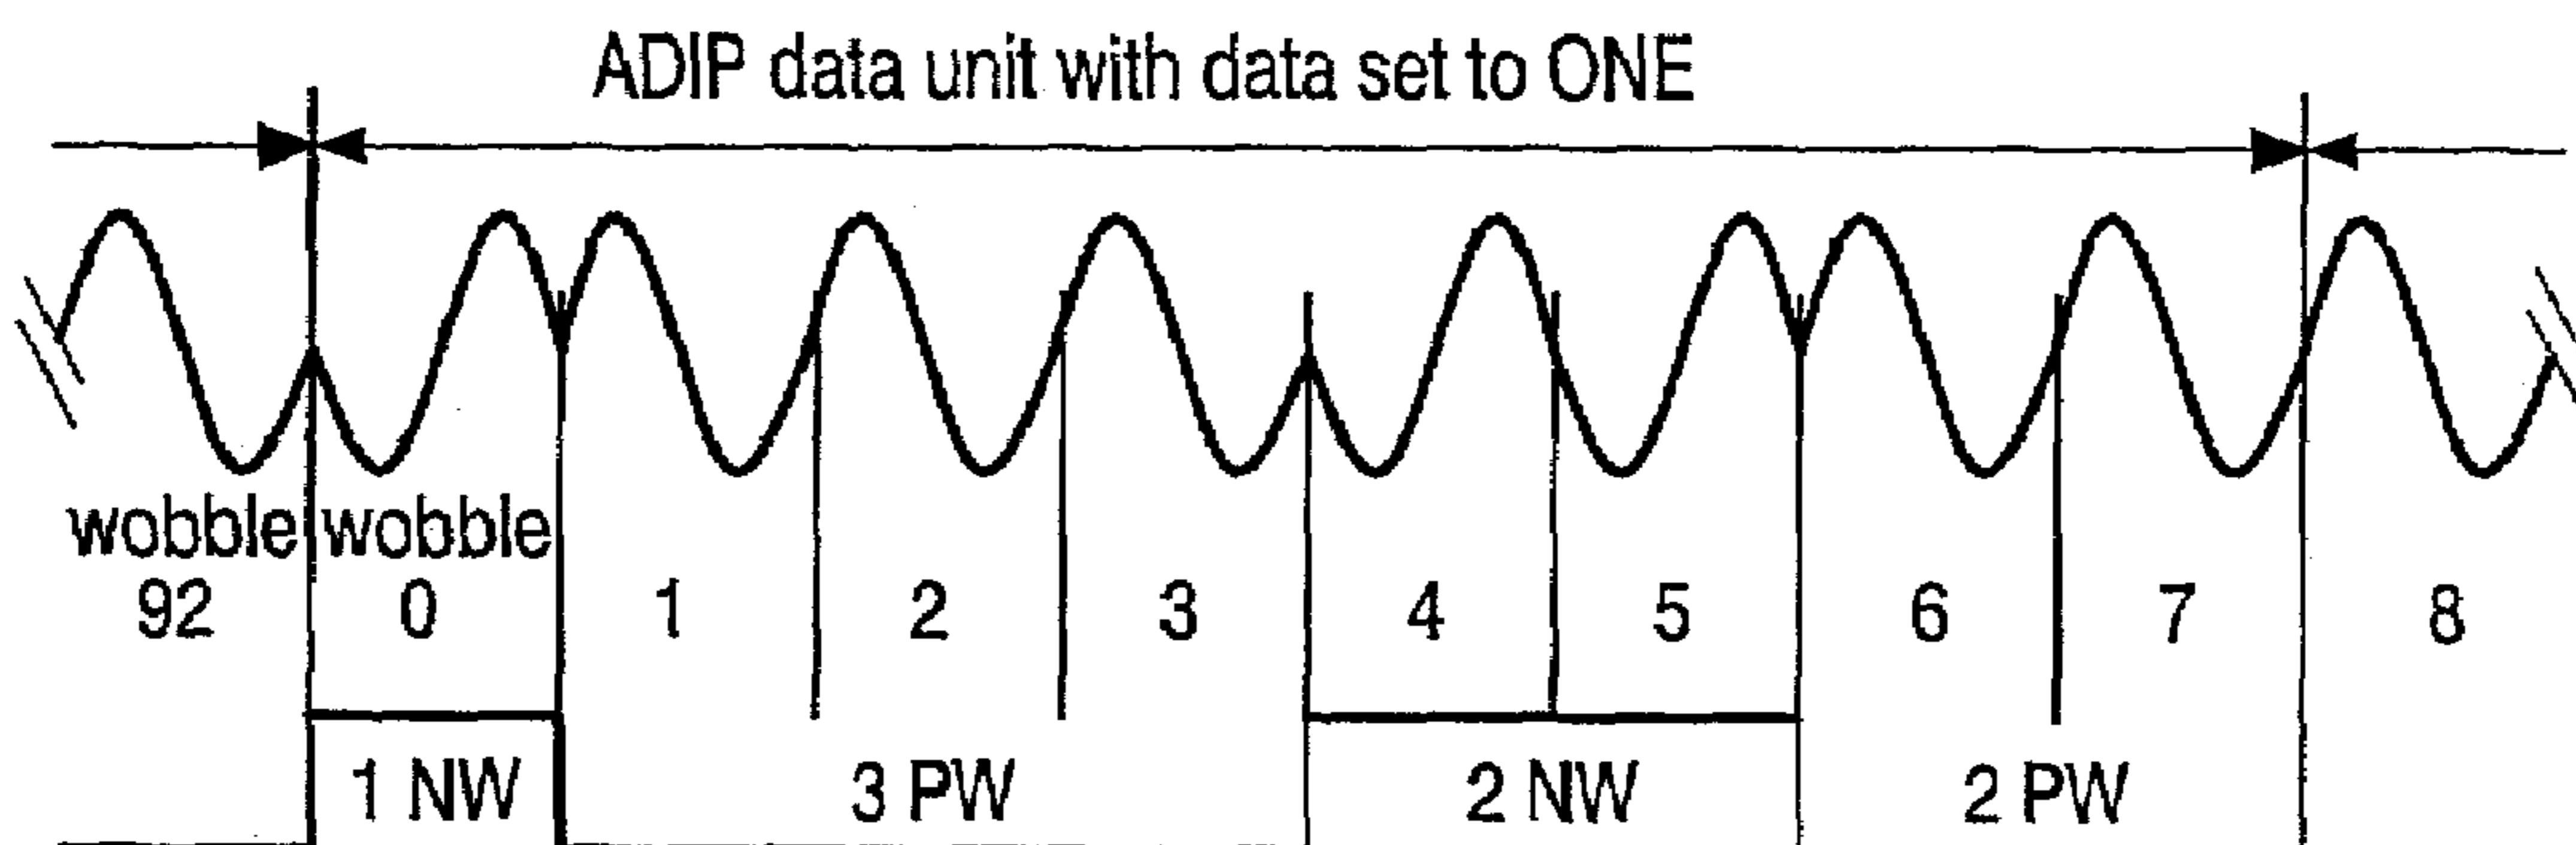 ADIP data unit with data set to ONE
wobble wobble
92 0 1 2 3 4 5 6 7 8
1 NW 3 PW 2 NW 2 PW